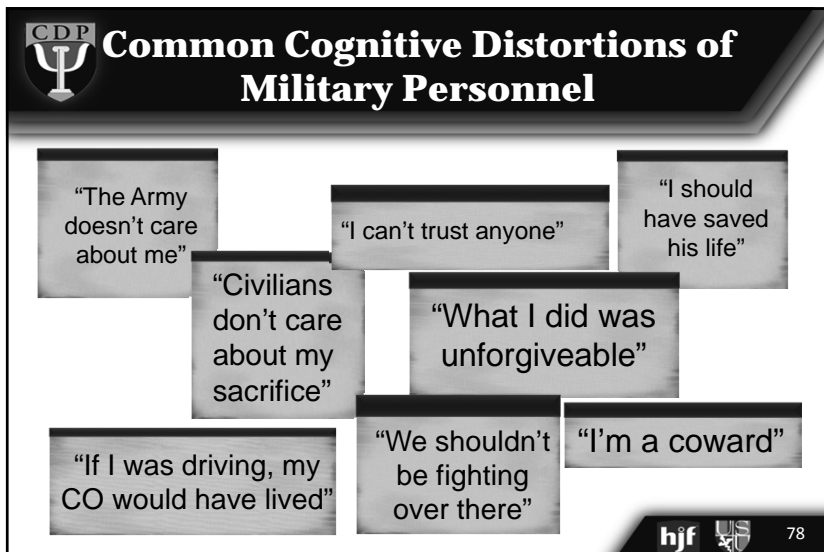 CDP
Common Cognitive Distortions of
Military Personnel
“The Army
doesn’t care
about me”
“I can’t trust anyone”
“I should
have saved
his life”
“Civilians
don’t care
about my
sacrifice”
“What I did was
unforgiveable”
“If I was driving, my
CO would have lived”
“We shouldn’t
be fighting
over there”
“I’m a coward”
hjf
US
78